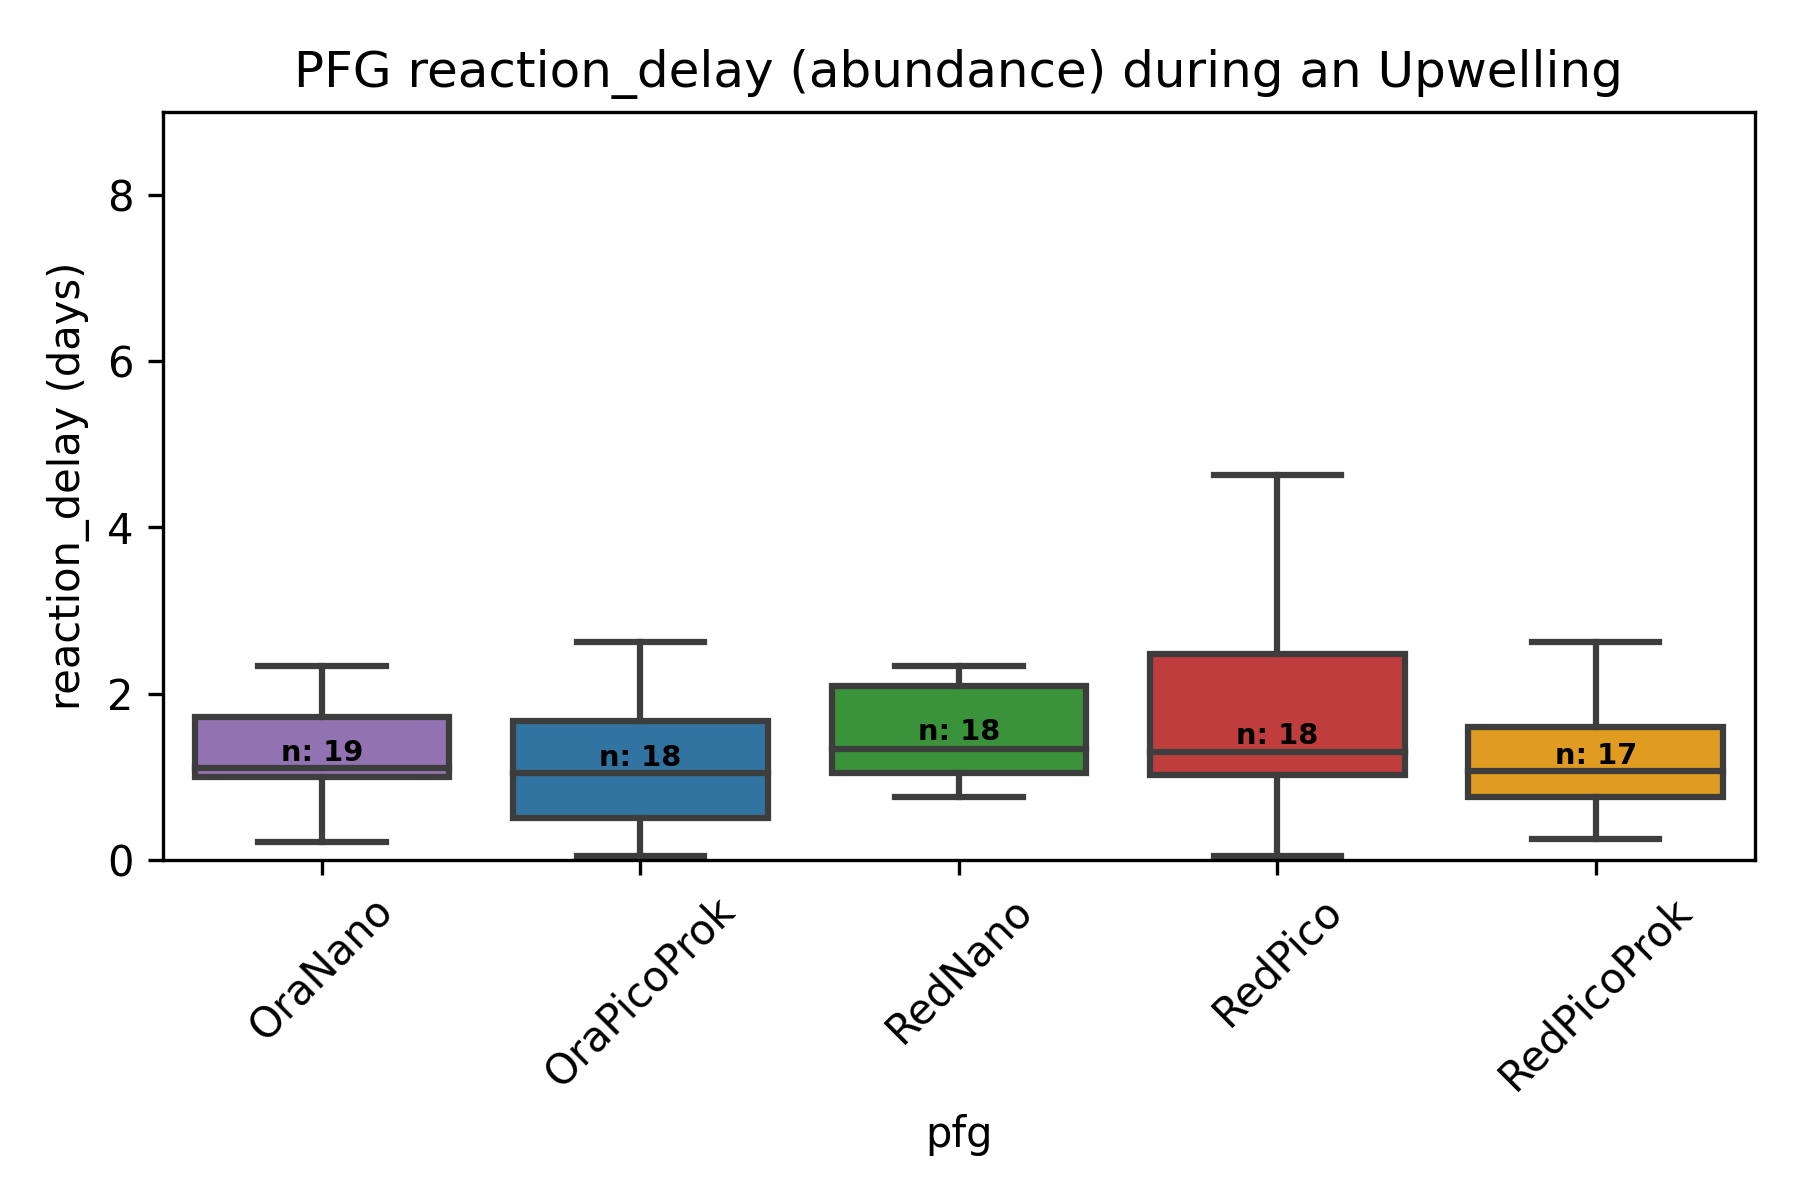 PFG reaction_delay (abundance) during an Upwelling
reaction_delay (days)
8
6
4
2
0
n: 19
n: 18
n: 18
n: 18
n: 17
OraNano
OraPicoProk
RedNano
RedPico
RedPicoProk
pfg